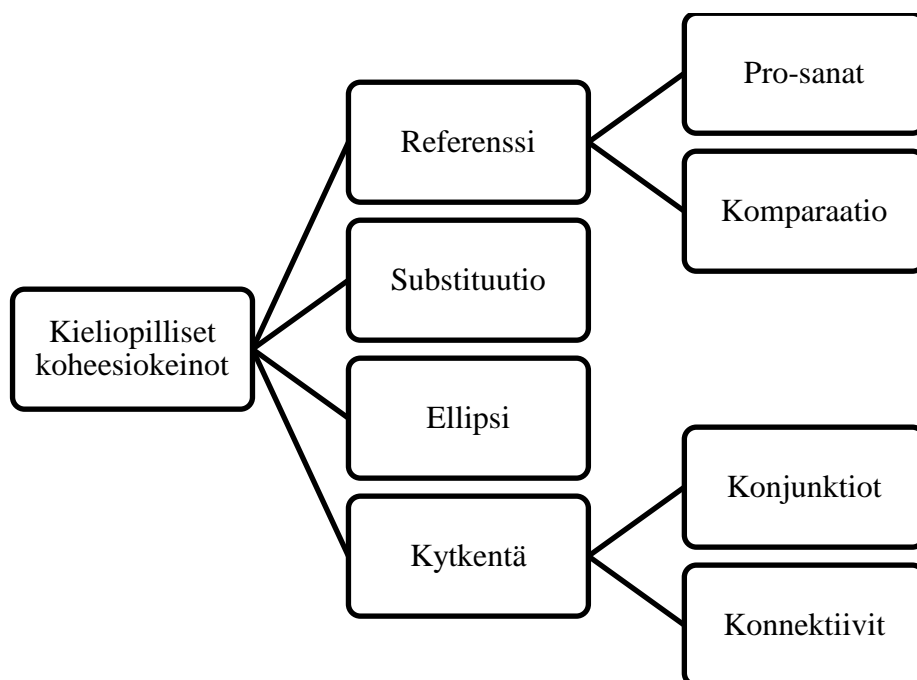 Kieliopilliset
koheesiokeinot
Referenssi
Pro-sanat
Komparaatio
Substituutio
Ellipsi
Kytkentä
Konjunktiot
Konnektiivit